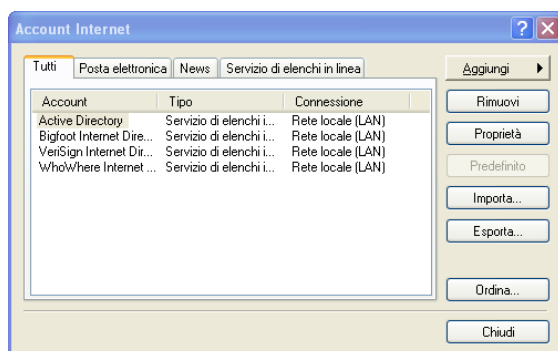 Account Internet
Tutti Posta elettronica News Servizio di elenchi in linea
Account Tipo Connessione
Active Directory Servizio di elenchi i... Rete locale (LAN)
Bigfoot Internet Dire... Servizio di elenchi i... Rete locale (LAN)
VeriSign Internet Dir... Servizio di elenchi i... Rete locale (LAN)
WhoWhere Internet ... Servizio di elenchi i... Rete locale (LAN)
Aggiungi
Rimuovi
Proprietà
Predefinito
Importa...
Esporta...
Ordina...
Chiudi